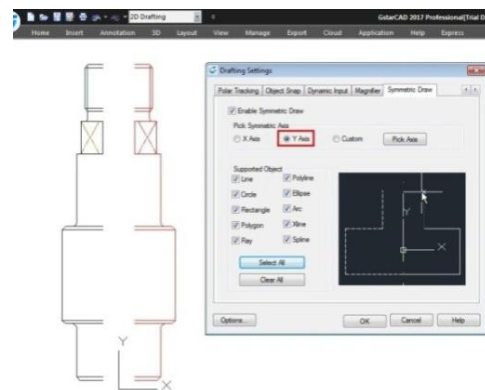 2D Drafting
GstarCAD 2017 Professional(Trial D
Home Insert Annotation 3D Layout View Manage Export Cloud Application Help Express
Drafting Settings
Polar Tracking Object Snap Dynamic Input Magnifier Symmetric Draw
Enable Symmetric Draw
Pick Symmetric Axis
X Axis Y Axis Custom Pick Axis
Supported Object
Line Polyline
Circle Ellipse
Rectangle Arc
Polygon Xline
Ray Spline
Select All
Clear All
Y
X
Options... OK Cancel Help
Y
X